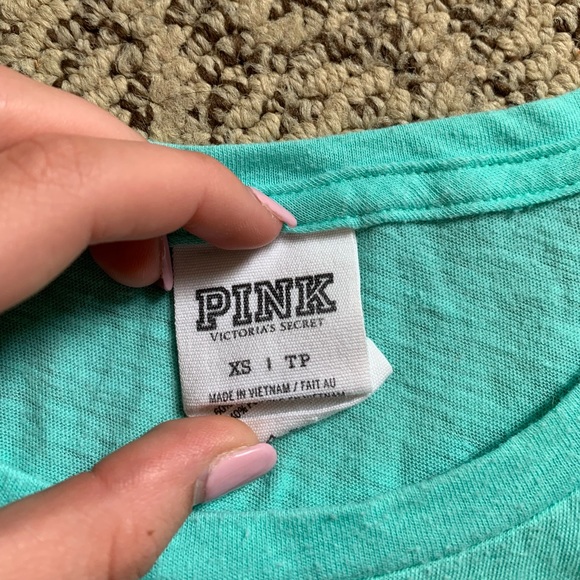 PINK
VICTORIA'S SECRET
XS | TP
MADE IN VIETNAM / FAIT AU